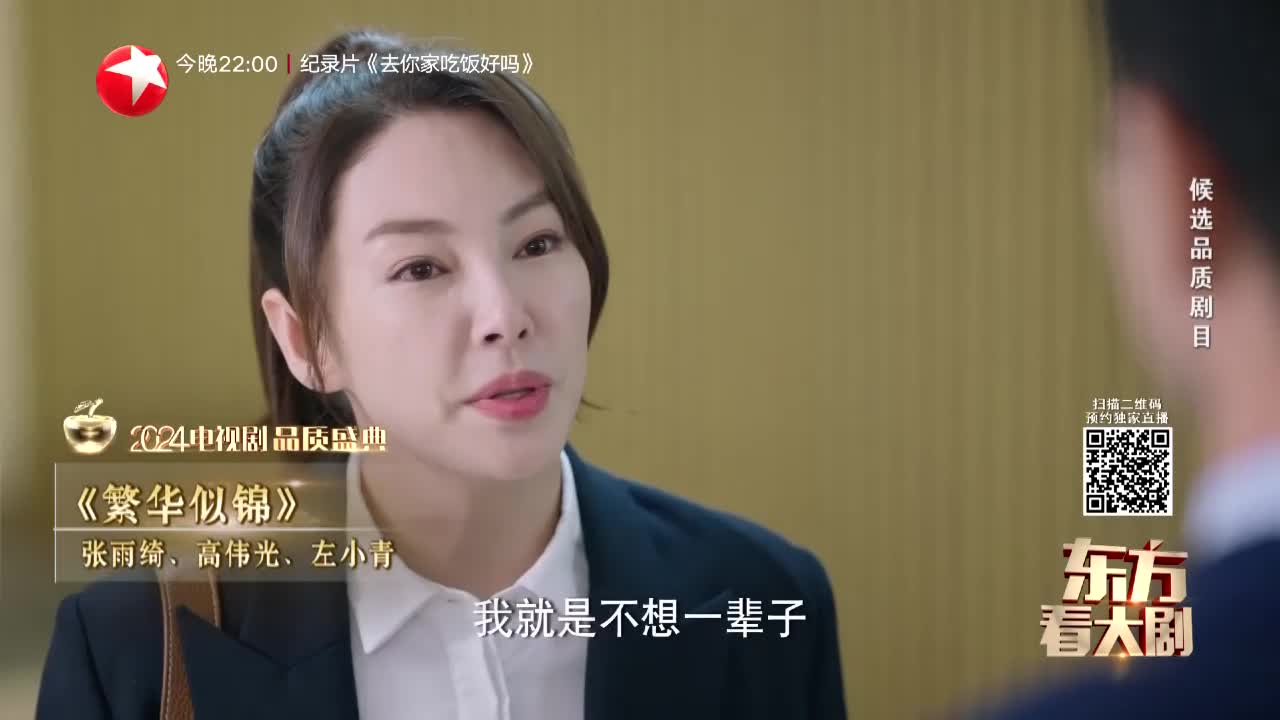 今晚22:00|纪录片《去你家吃饭好吗》
候选品质剧目
扫描二维码
预约独家直播
2024电视剧品质盛典
《繁华似锦》
张雨绮、高伟光、左小青
东方
看大剧
我就是不想一辈子